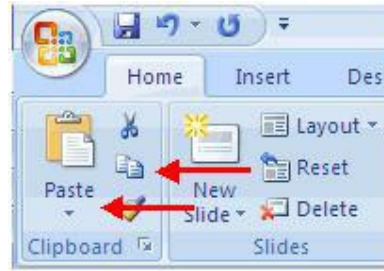 Home Insert Des
Layout
Reset
Paste
New
Slide
Delete
Clipboard Slides